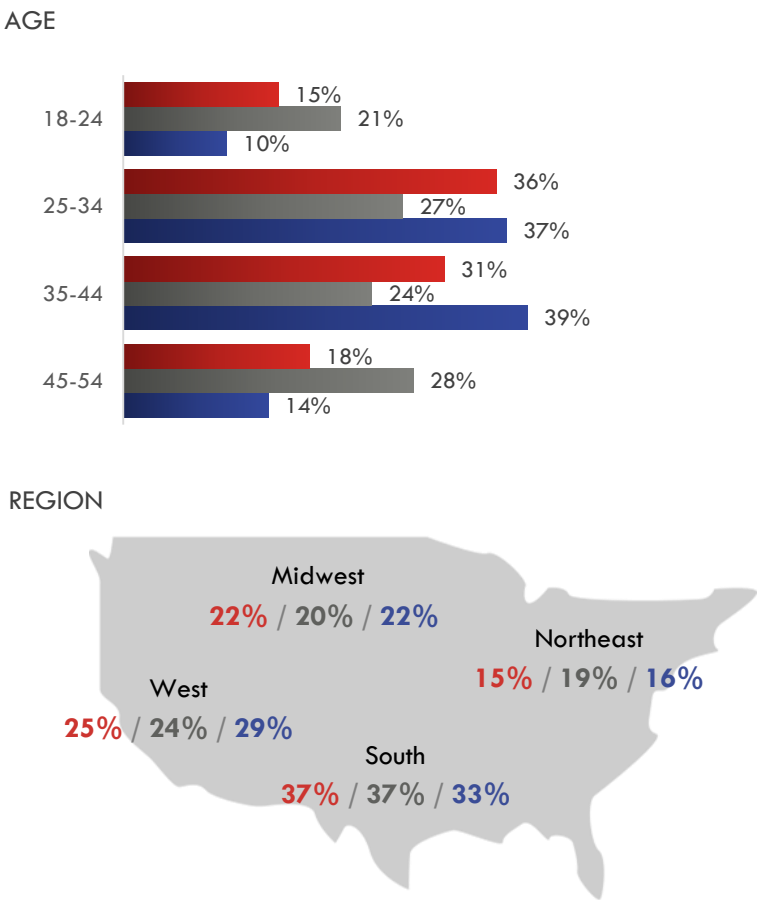 AGE
15%
18-24
21%
10%
36%
25-34
27%
37%
31%
35-44
24%
39%
18%
45-54
28%
14%
REGION
Midwest
22% / 20% / 22%
Northeast
15% / 19% / 16%
West
25% / 24% / 29%
South
37% / 37% / 33%